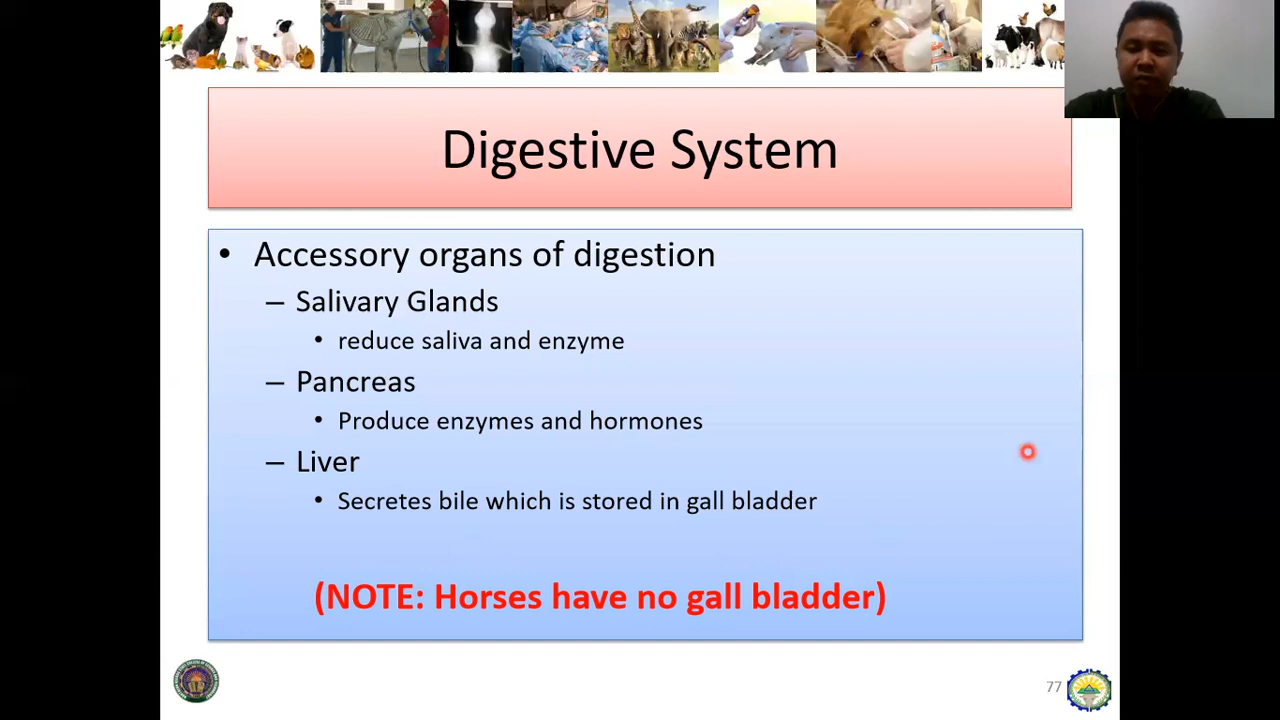 Digestive System
• Accessory organs of digestion
– Salivary Glands
• reduce saliva and enzyme
– Pancreas
• Produce enzymes and hormones
– Liver
• Secretes bile which is stored in gall bladder
(NOTE: Horses have no gall bladder)
77